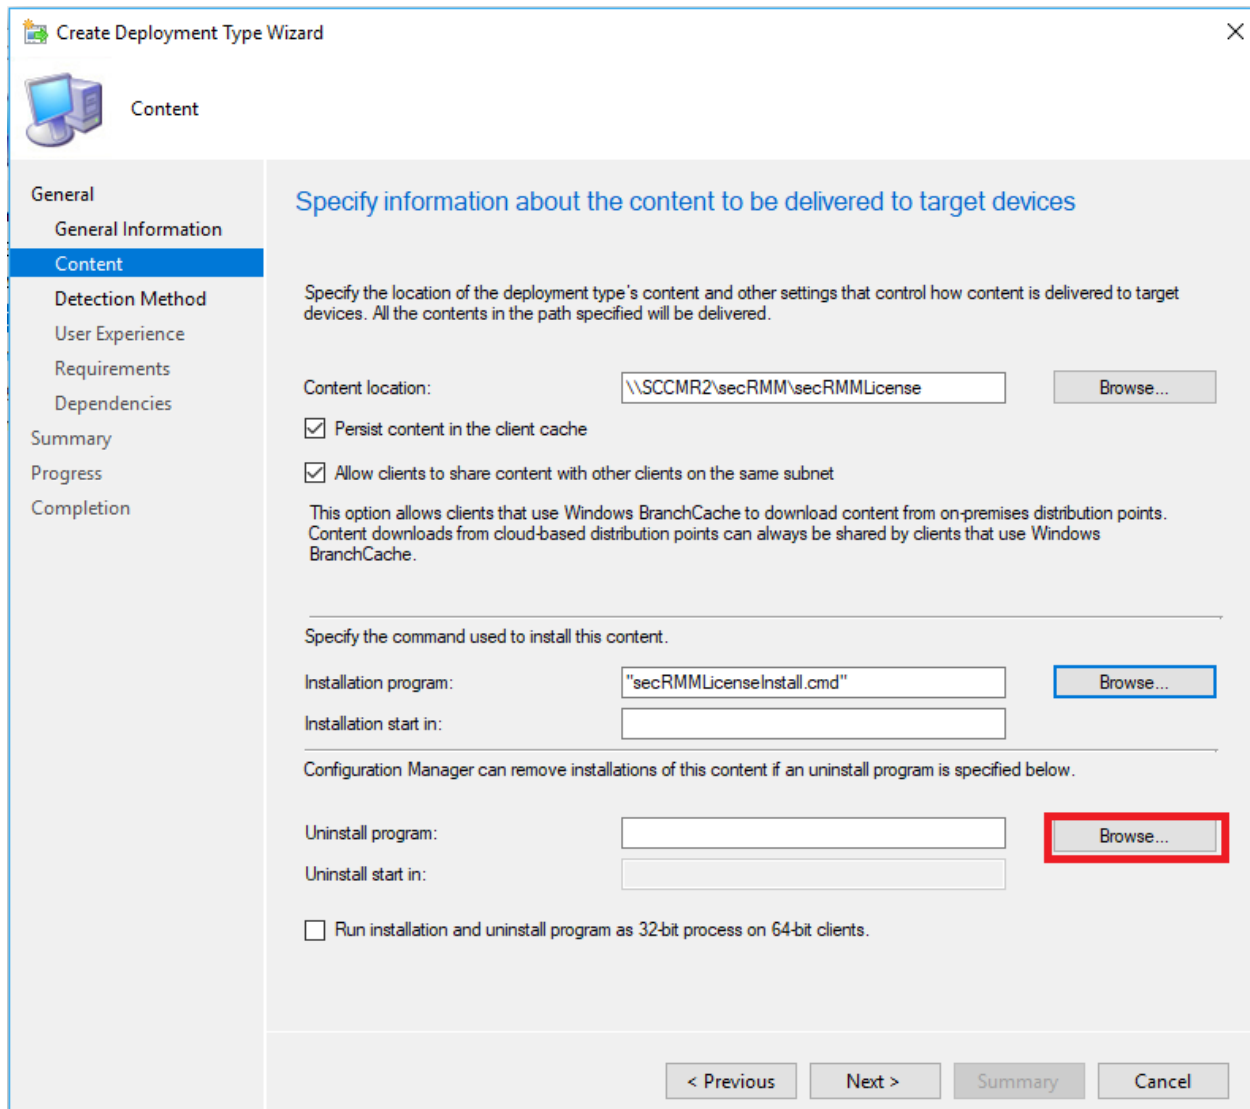 Create Deployment Type Wizard
Content
General
General Information
Content
Detection Method
User Experience
Requirements
Dependencies
Summary
Progress
Completion
Specify information about the content to be delivered to target devices
Specify the location of the deployment type's content and other settings that control how content is delivered to target
devices. All the contents in the path specified will be delivered.
Content location:
\\SCCMR2\secRMM\secRMMLicense
Browse...
Persist content in the client cache
Allow clients to share content with other clients on the same subnet
This option allows clients that use Windows BranchCache to download content from on-premises distribution points.
Content downloads from cloud-based distribution points can always be shared by clients that use Windows
BranchCache.
Specify the command used to install this content.
Installation program:
"secRMMLicenseInstall.cmd"
Browse...
Installation start in:
Configuration Manager can remove installations of this content if an uninstall program is specified below.
Uninstall program:
Browse...
Uninstall start in:
Run installation and uninstall program as 32-bit process on 64-bit clients.
< Previous
Next >
Summary
Cancel